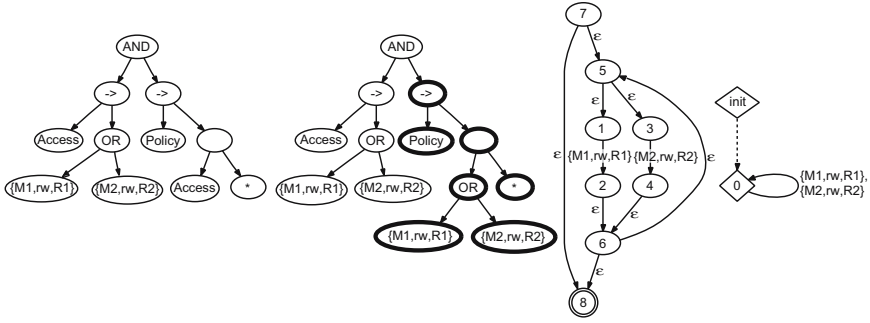 AND
->
->
Access
OR
Policy
{M1,rw,R1}
{M2,rw,R2}
Access
*
AND
->
->
Access
OR
Policy
{M1,rw,R1}
{M2,rw,R2}
OR
*
{M1,rw,R1}
{M2,rw,R2}
7
ε
5
ε
ε
1
3
ε
{M1,rw,R1}
{M2,rw,R2}
ε
2
4
ε
ε
6
ε
8
init
0
{M1,rw,R1},
{M2,rw,R2}